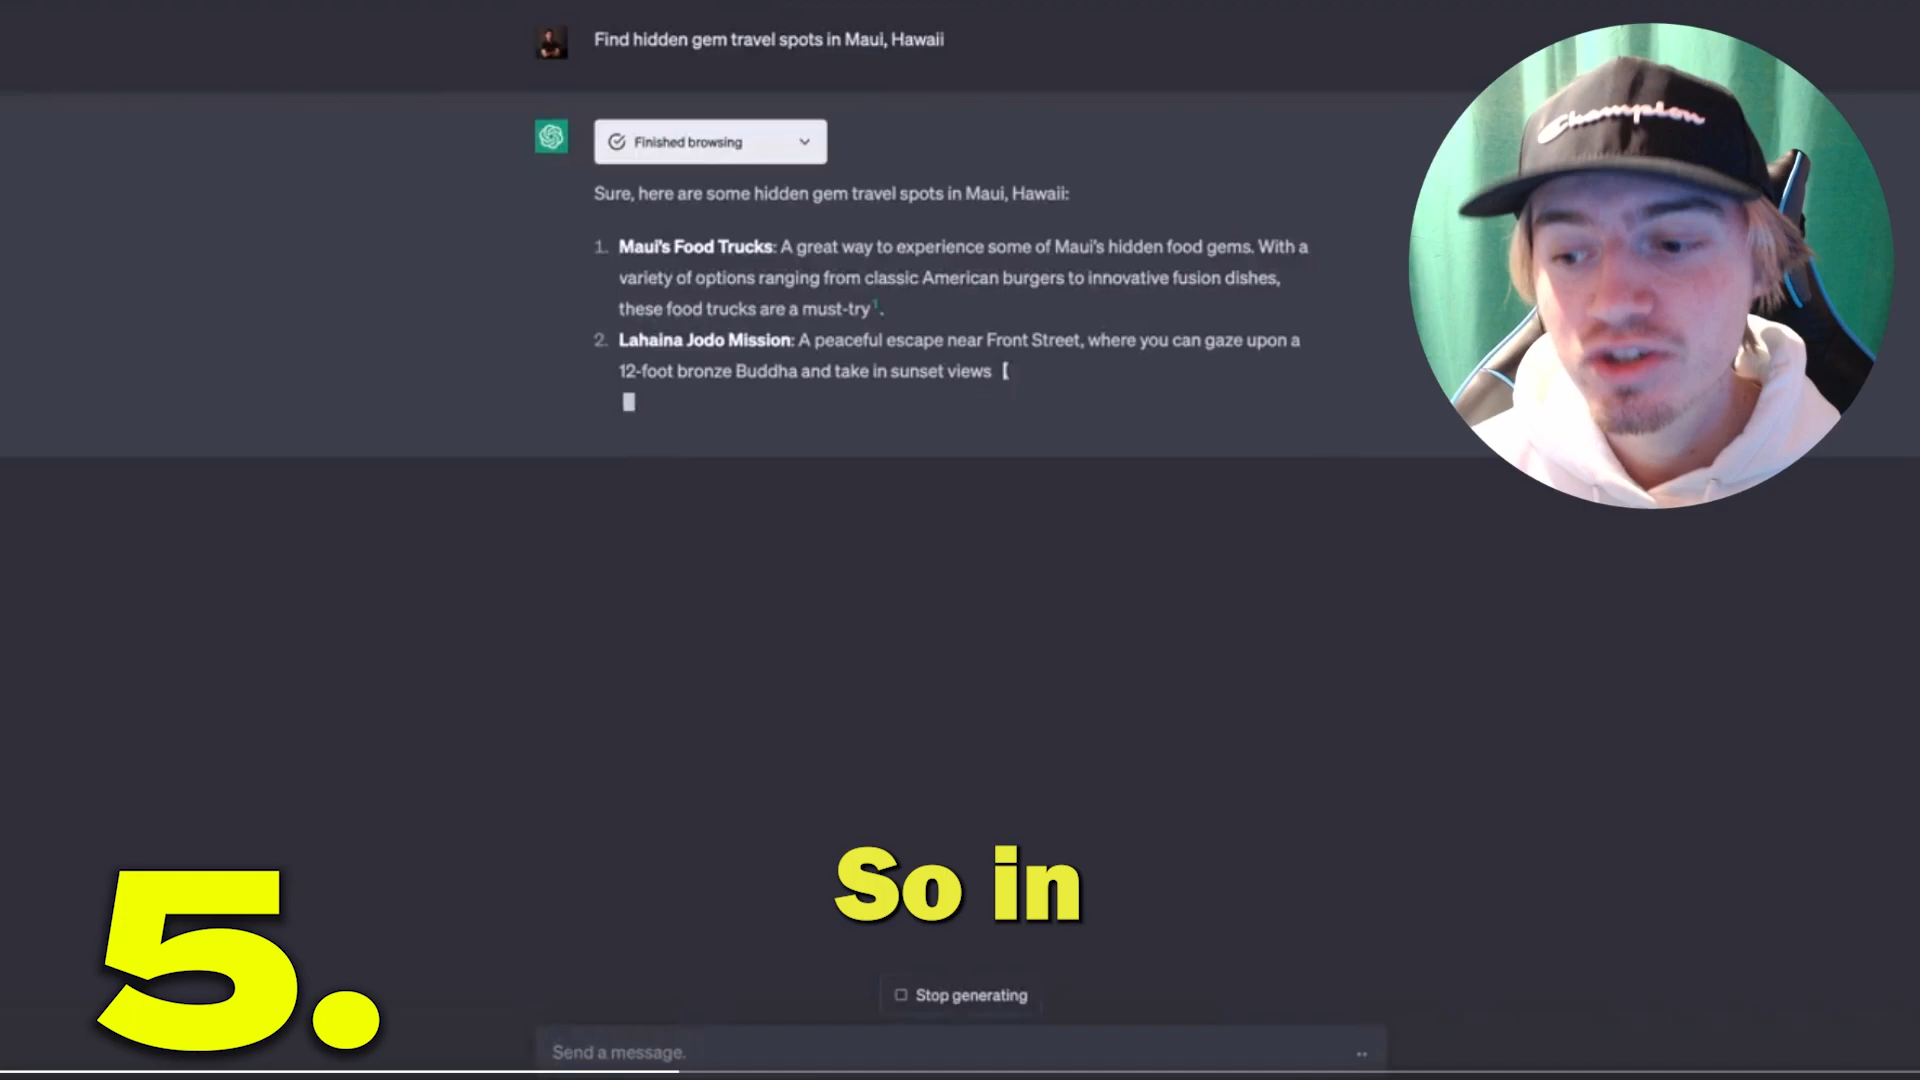 Find hidden gem travel spots in Maui, Hawaii
Champion
Finished browsing
Sure, here are some hidden gem travel spots in Maui, Hawaii:
1. Maui's Food Trucks: A great way to experience some of Maui's hidden food gems. With a
variety of options ranging from classic American burgers to innovative fusion dishes,
these food trucks are a must-try¹.
2. Lahaina Jodo Mission: A peaceful escape near Front Street, where you can gaze upon a
12-foot bronze Buddha and take in sunset views 【
So in
5.
Stop generating
Send a message.